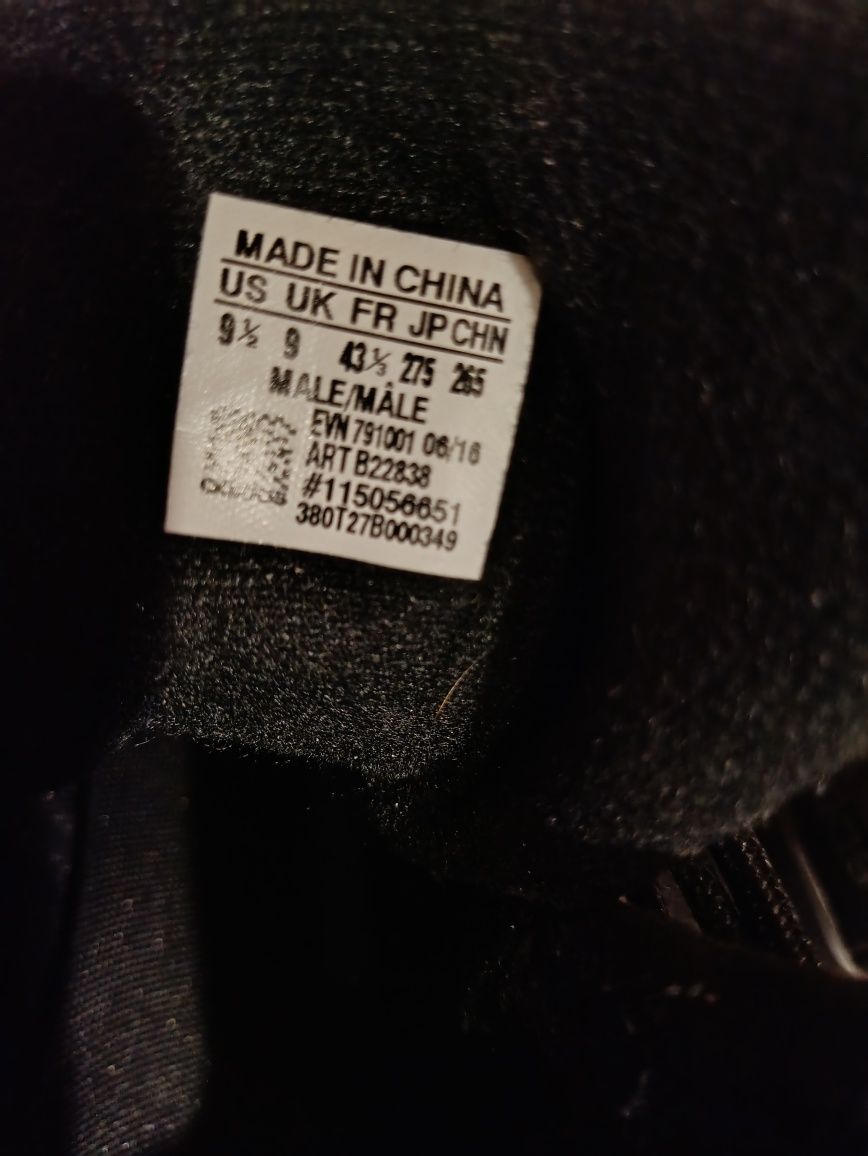 MADE IN CHINA
US UK FR JP CHN
9½ 9 43⅓ 275 265
MALE/MÂLE
EVN 791001 06/16
ART B22838
#115056651
380T27B000349